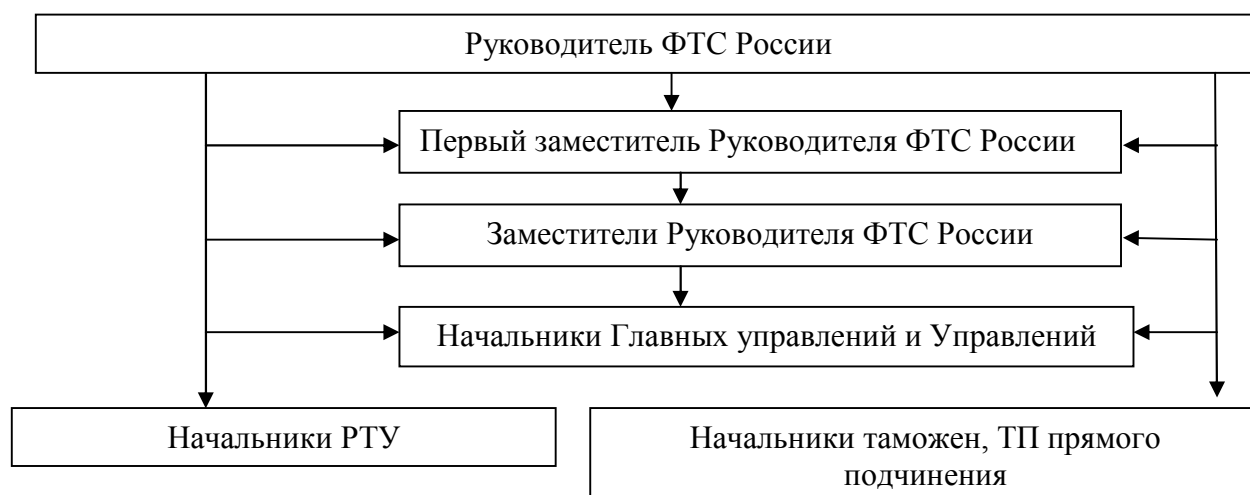 Руководитель ФТС России
Первый заместитель Руководителя ФТС России
Заместители Руководителя ФТС России
Начальники Главных управлений и Управлений
Начальники РТУ
Начальники таможен, ТП прямого
подчинения